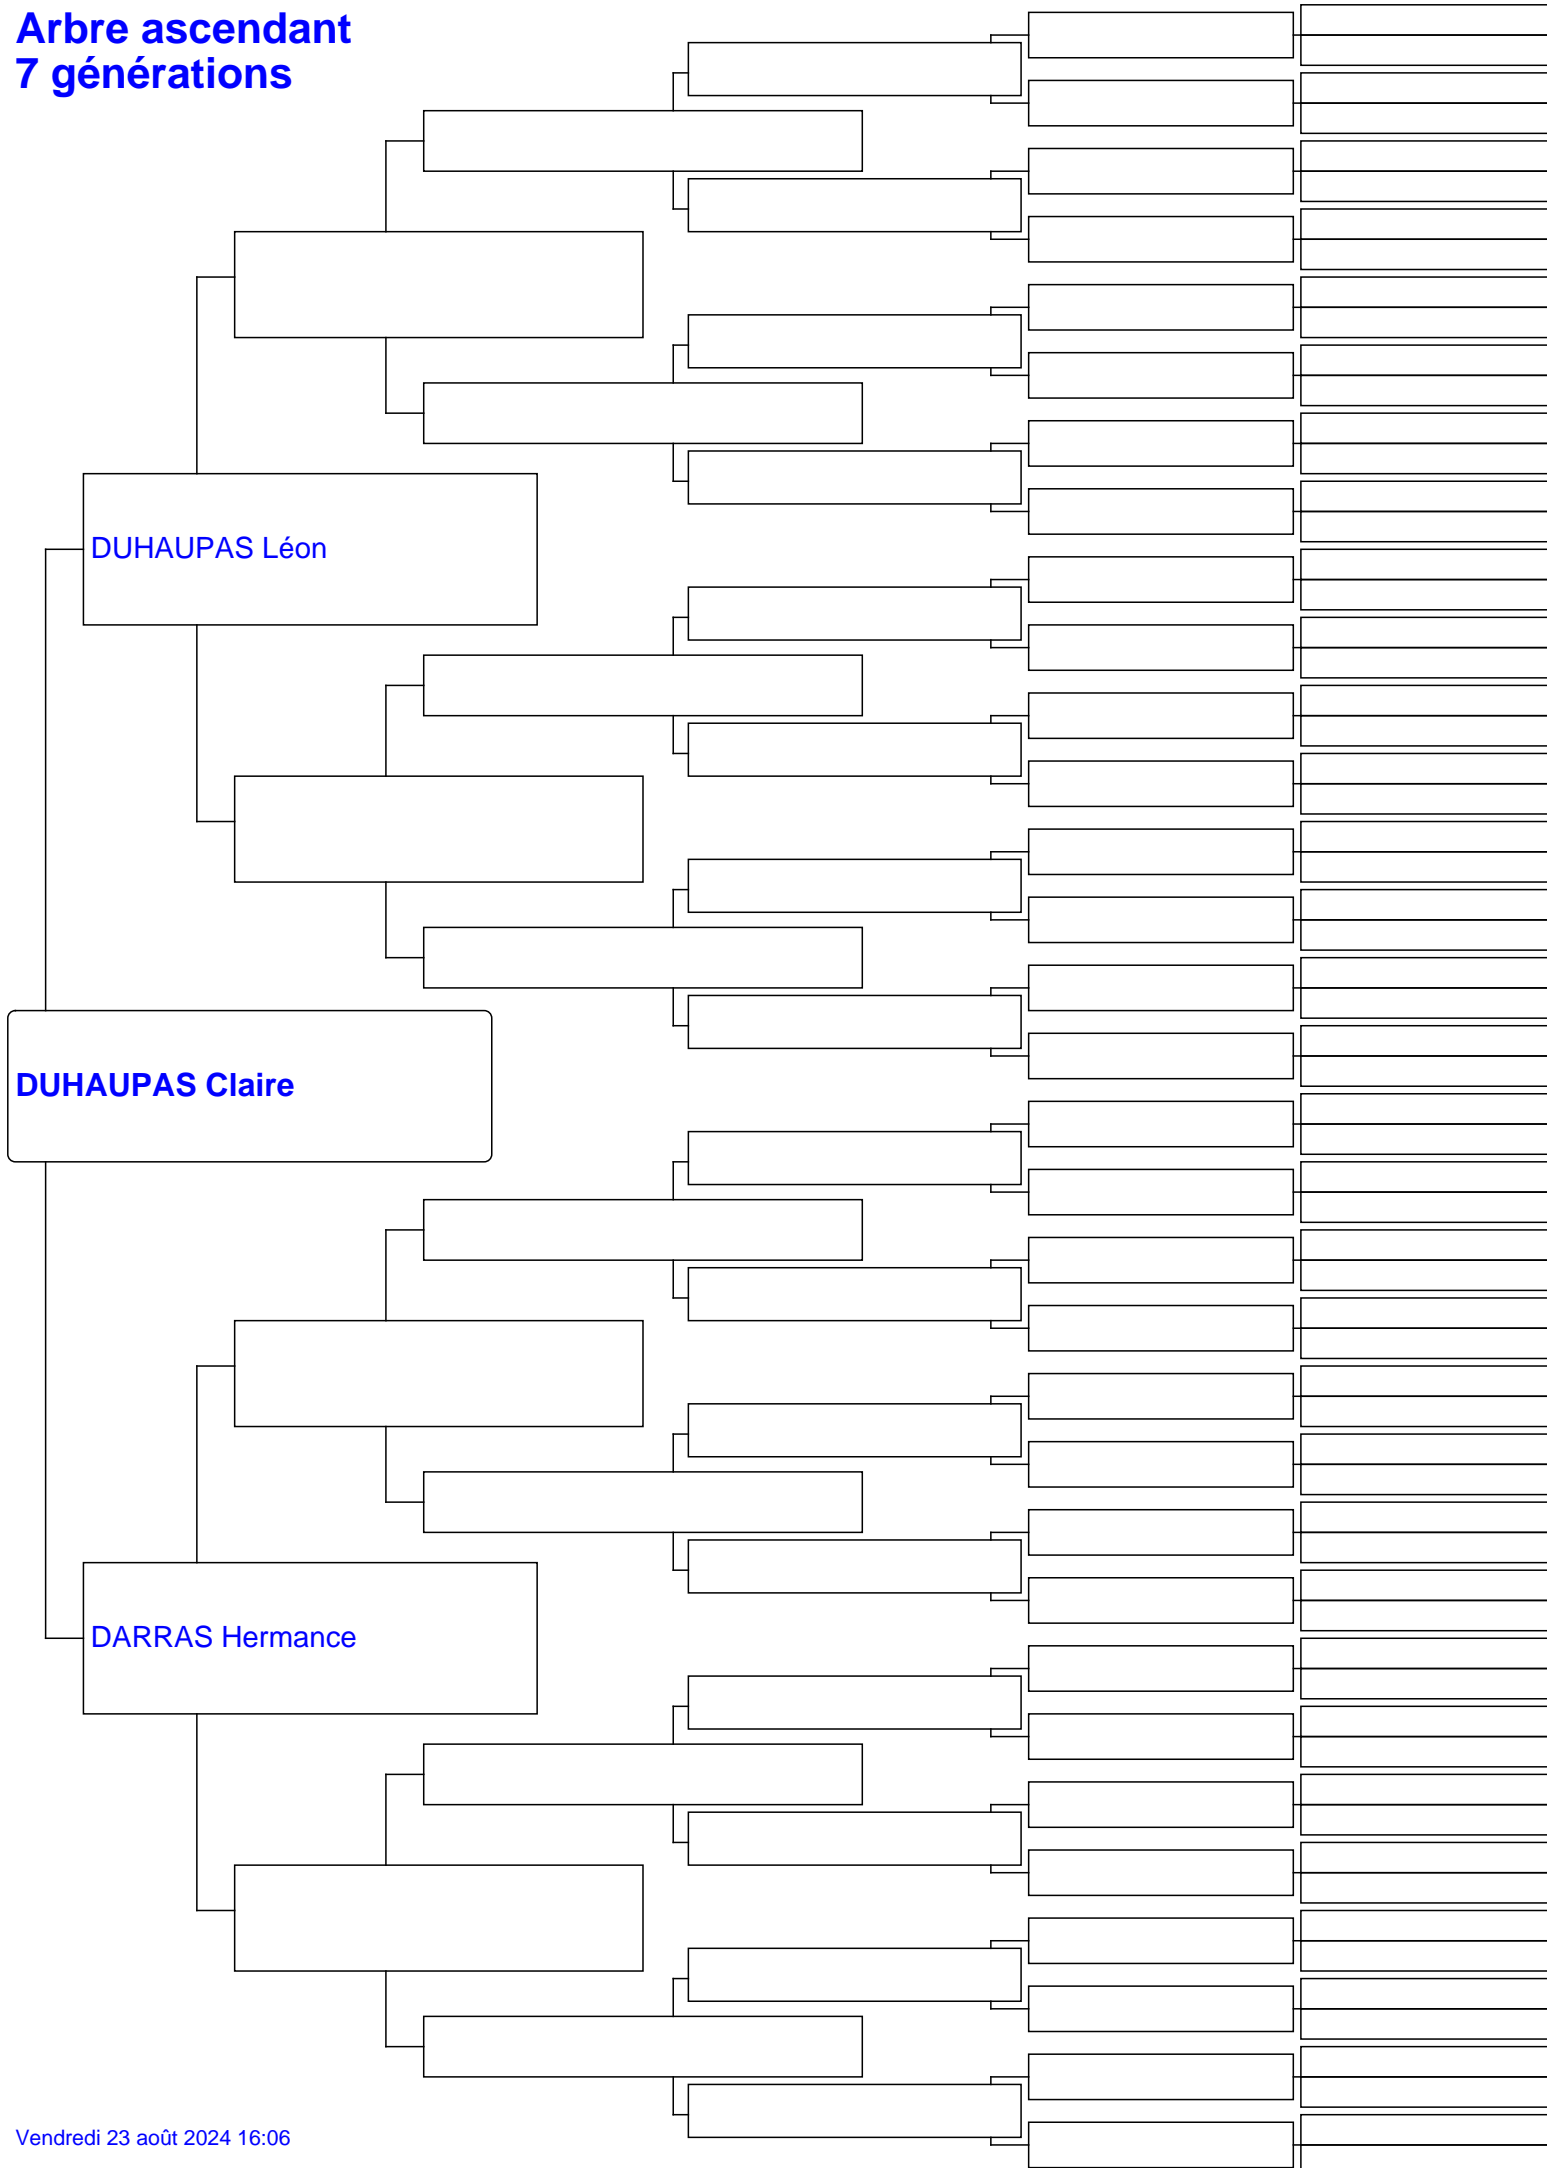 Arbre ascendant
7 générations
DUHAUPAS Léon
DUHAUPAS Claire
DARRAS Hermance
Vendredi 23 août 2024 16:06